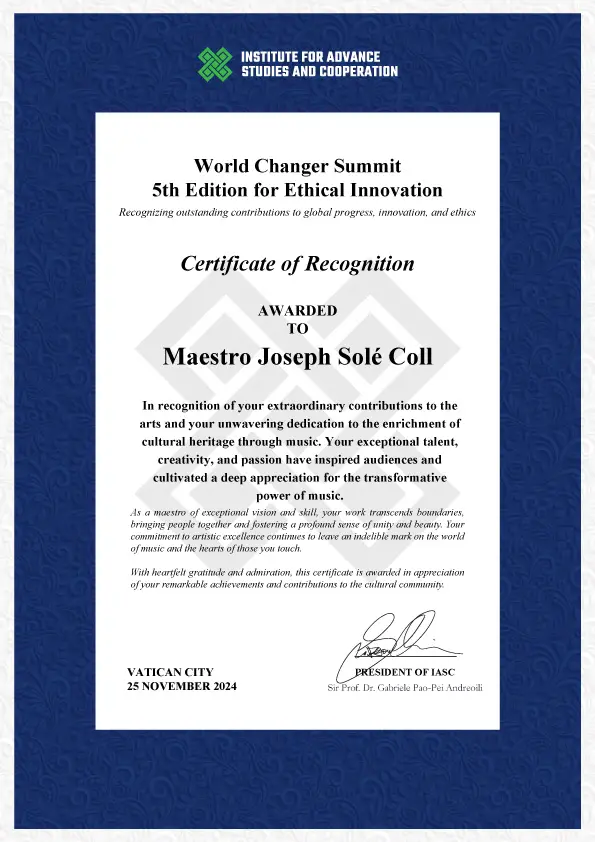 INSTITUTE FOR ADVANCE
STUDIES AND COOPERATION
World Changer Summit
5th Edition for Ethical Innovation
Recognizing outstanding contributions to global progress, innovation, and ethics
Certificate of Recognition
AWARDED
TO
Maestro Joseph Solé Coll
In recognition of your extraordinary contributions to the
arts and your unwavering dedication to the enrichment of
cultural heritage through music. Your exceptional talent,
creativity, and passion have inspired audiences and
cultivated a deep appreciation for the transformative
power of music.
As a maestro of exceptional vision and skill, your work transcends boundaries,
bringing people together and fostering a profound sense of unity and beauty. Your
commitment to artistic excellence continues to leave an indelible mark on the world
of music and the hearts of those you touch.
With heartfelt gratitude and admiration, this certificate is awarded in appreciation
of your remarkable achievements and contributions to the cultural community.
VATICAN CITY
25 NOVEMBER 2024
PRESIDENT OF IASC
Sir Prof. Dr. Gabriele Pao-Pei Andreoili